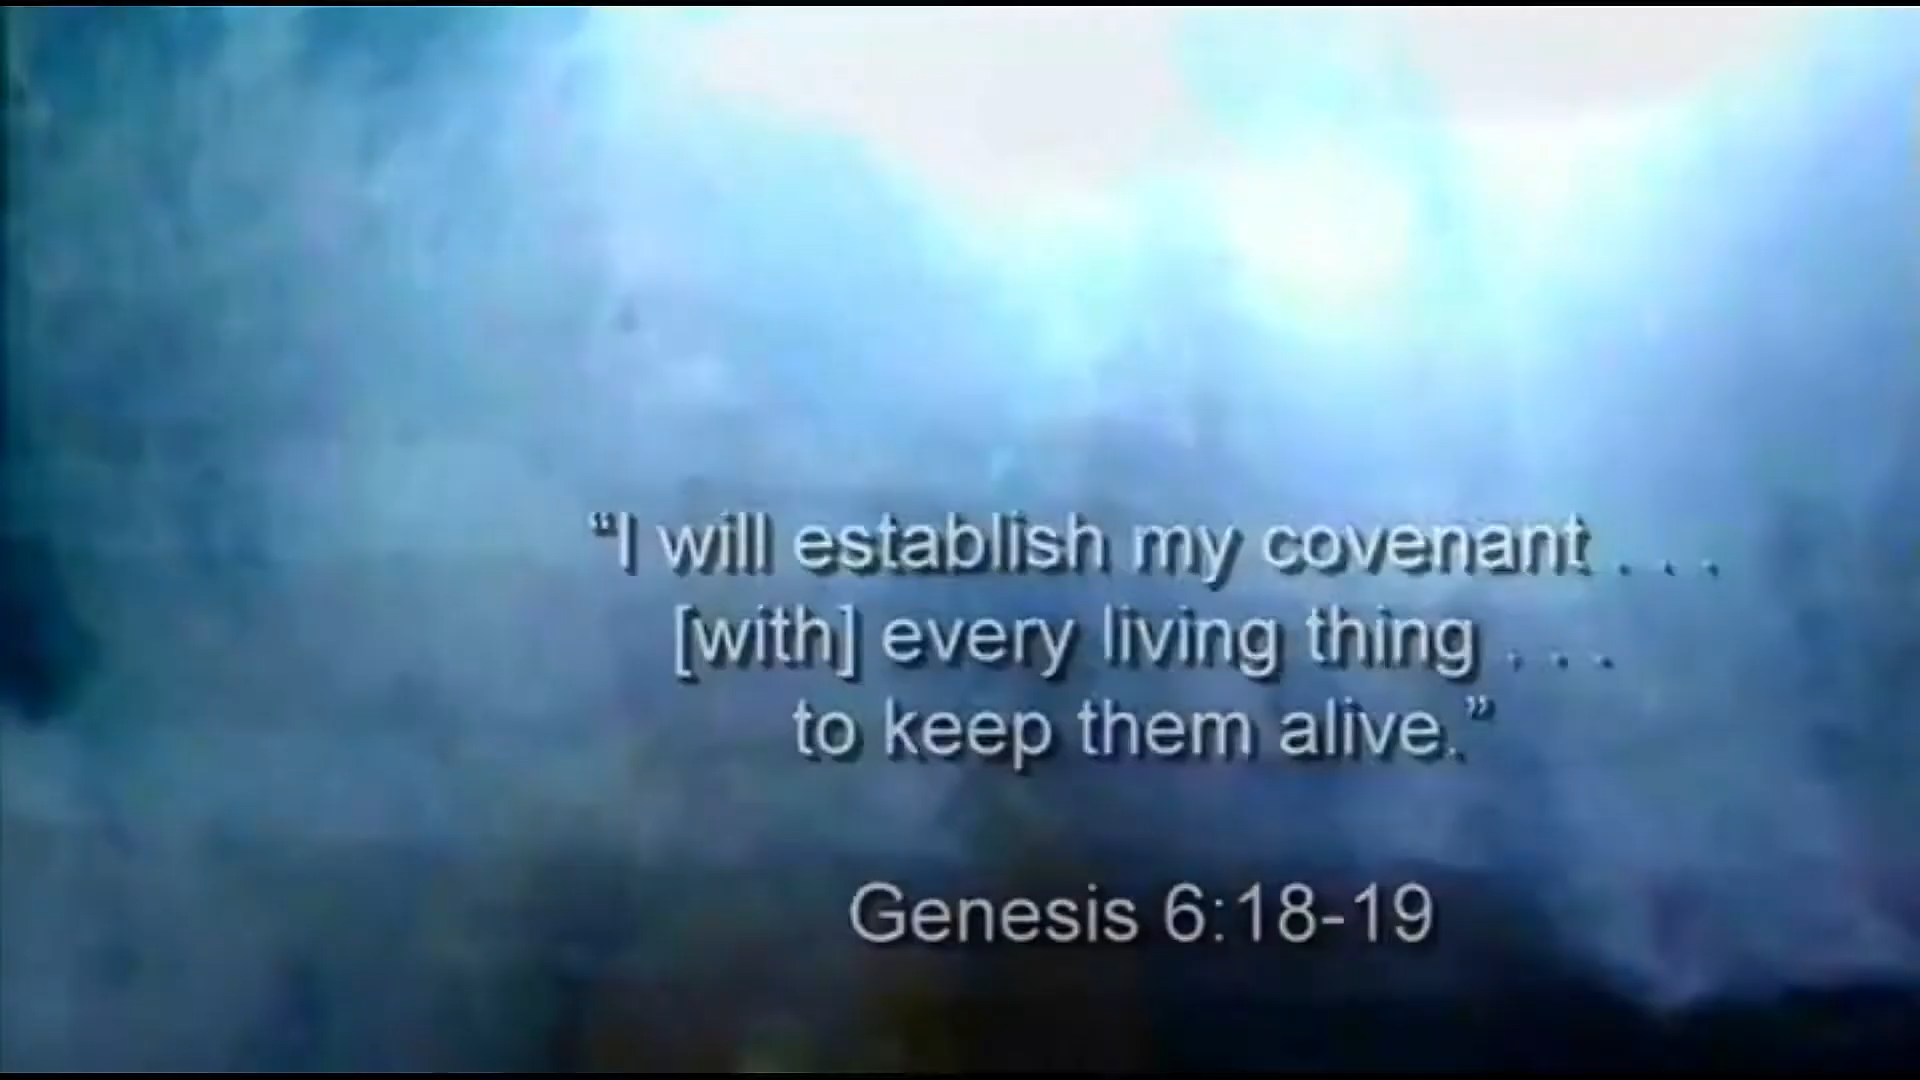 “I will establish my covenant . . .
[with] every living thing . . .
to keep them alive.”
Genesis 6:18-19